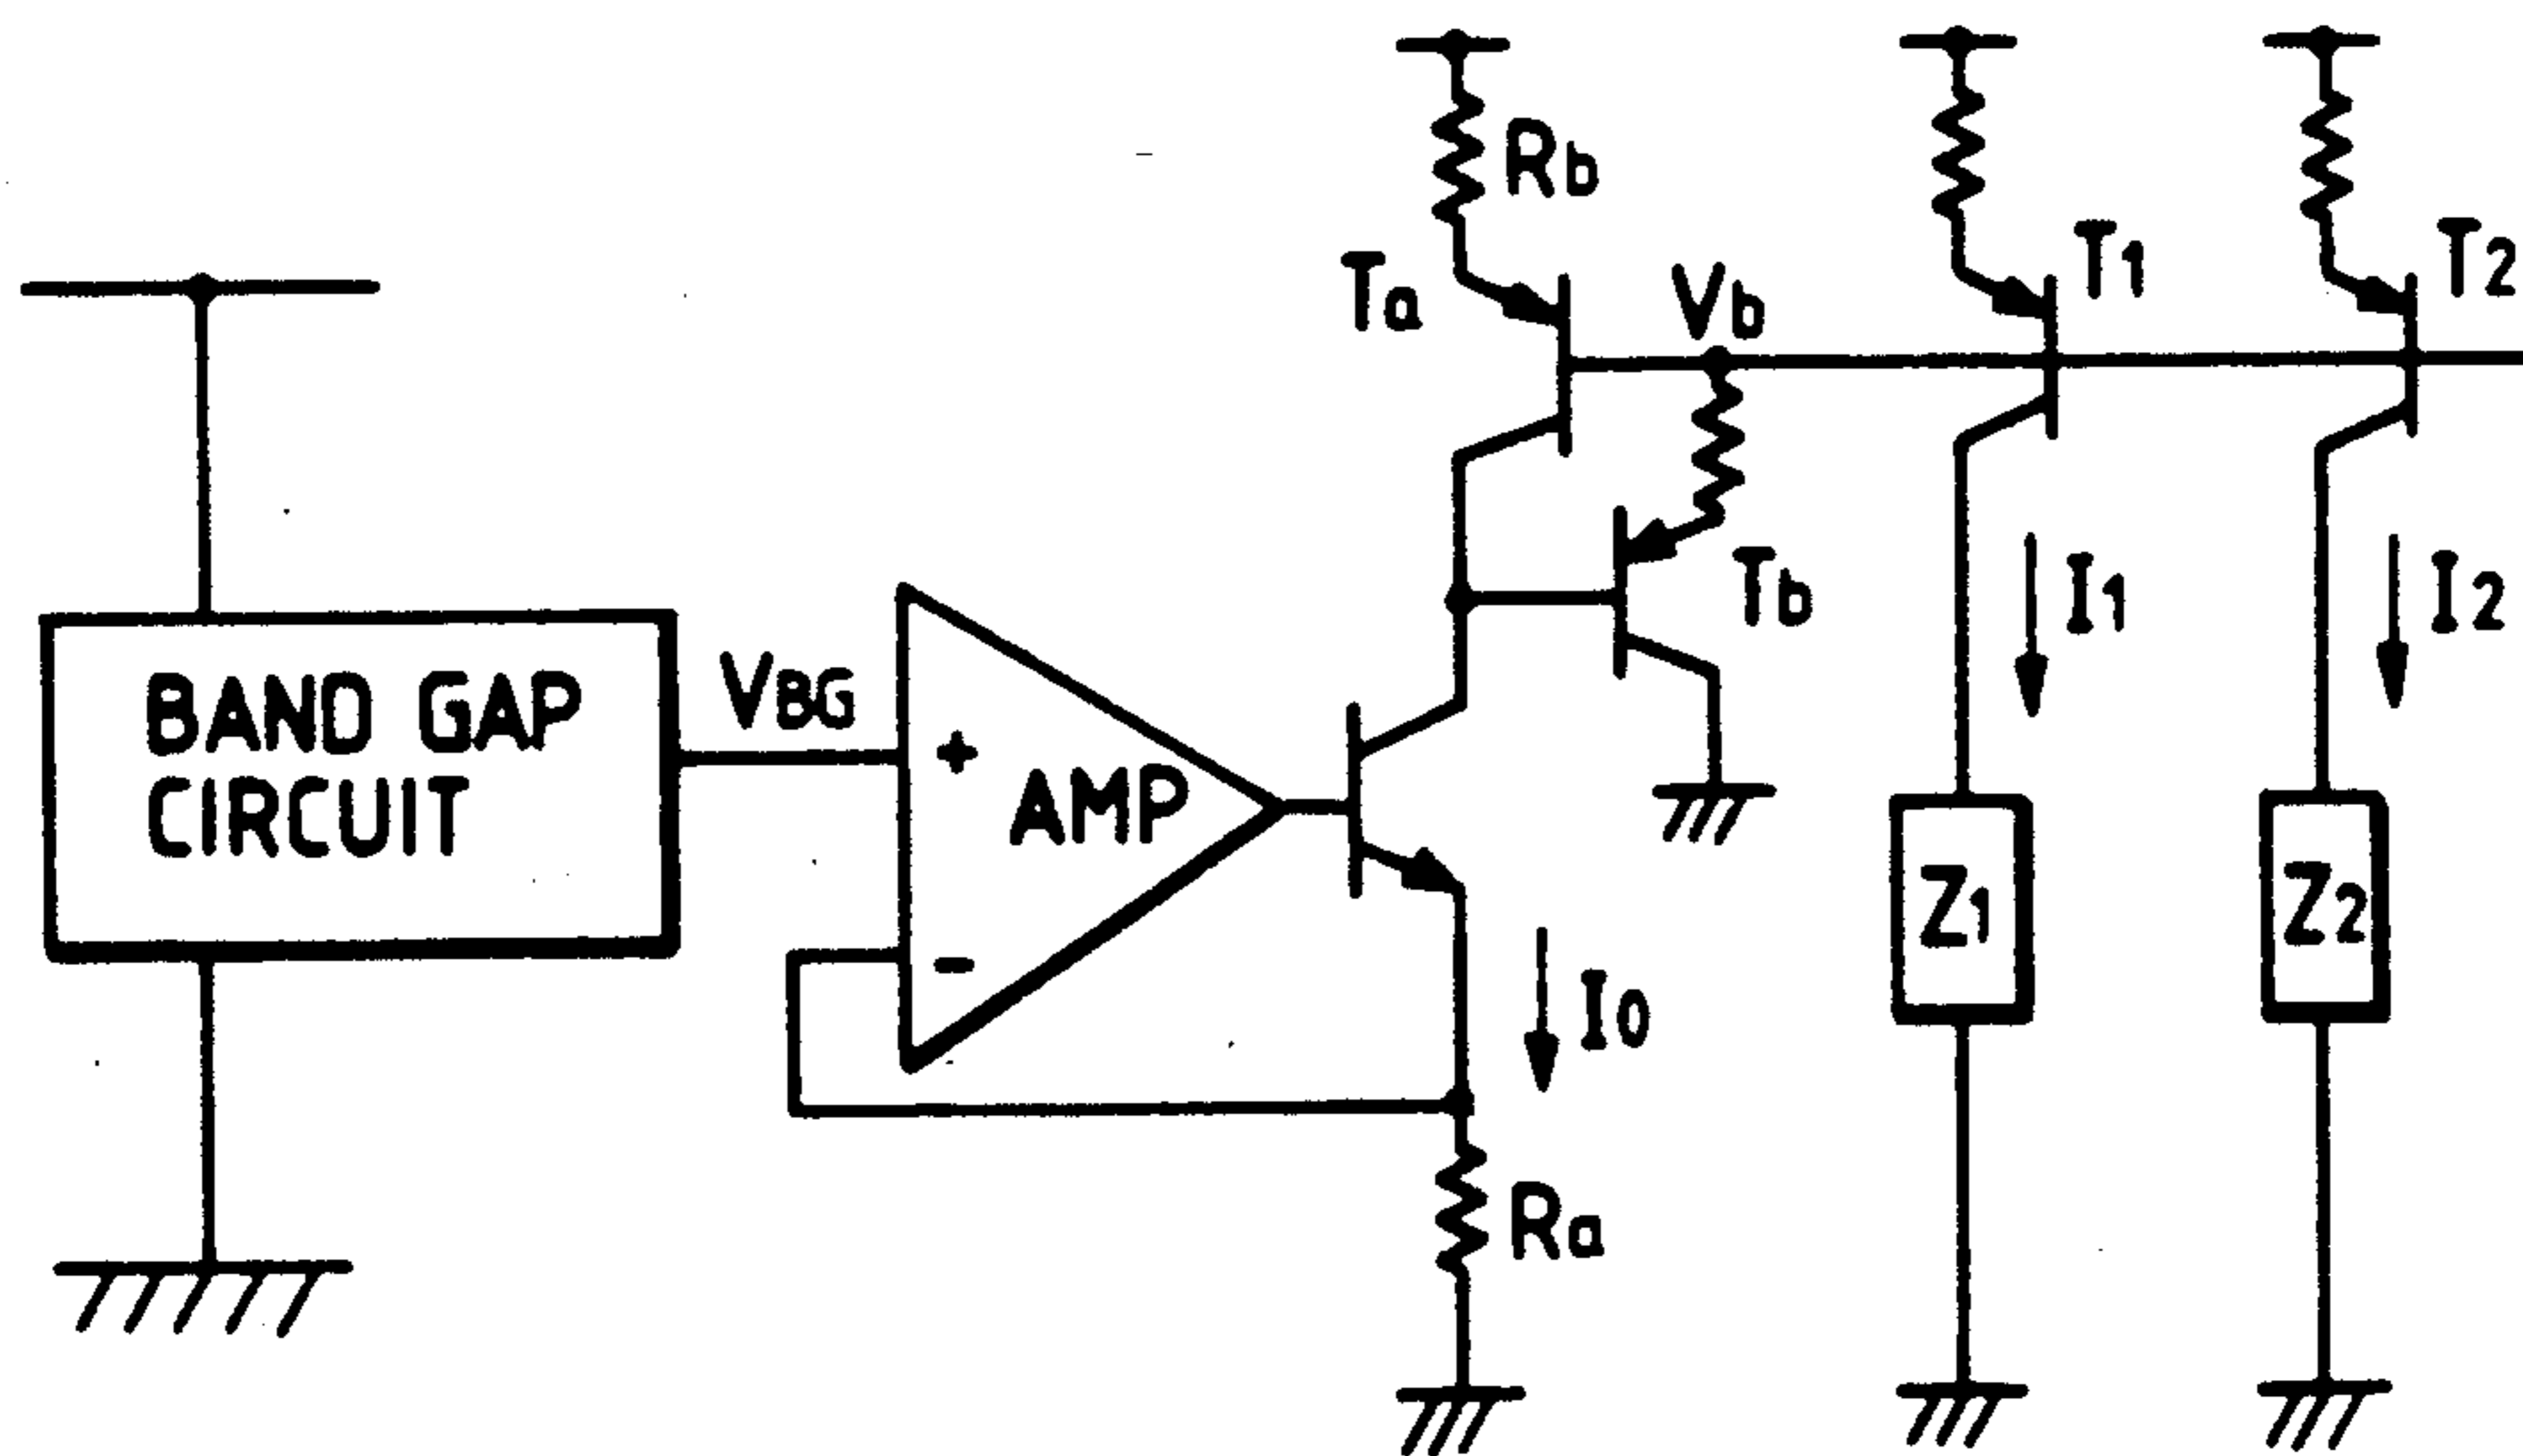 Rb
Ta
Vb
T1
T2
Tb
I1
I2
BAND GAP
CIRCUIT
VBG
+
AMP
-
Z1
Z2
I0
Ra